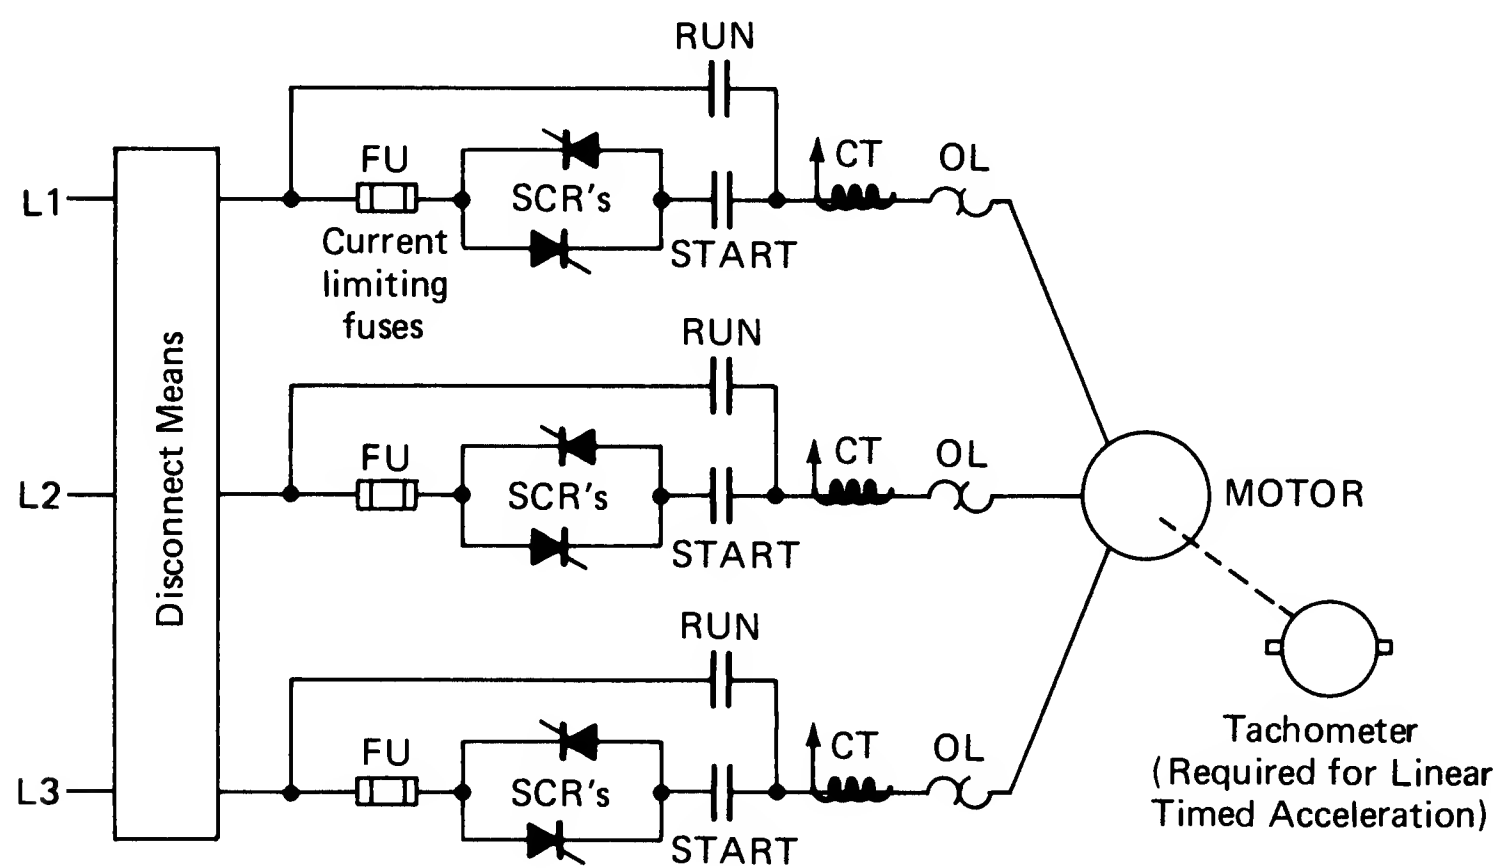 RUN
FU
CT
OL
L1
SCR's
Current
limiting
fuses
START
RUN
Disconnect Means
FU
CT
OL
L2
SCR's
MOTOR
START
RUN
FU
CT
OL
L3
SCR's
START
Tachometer
(Required for Linear
Timed Acceleration)